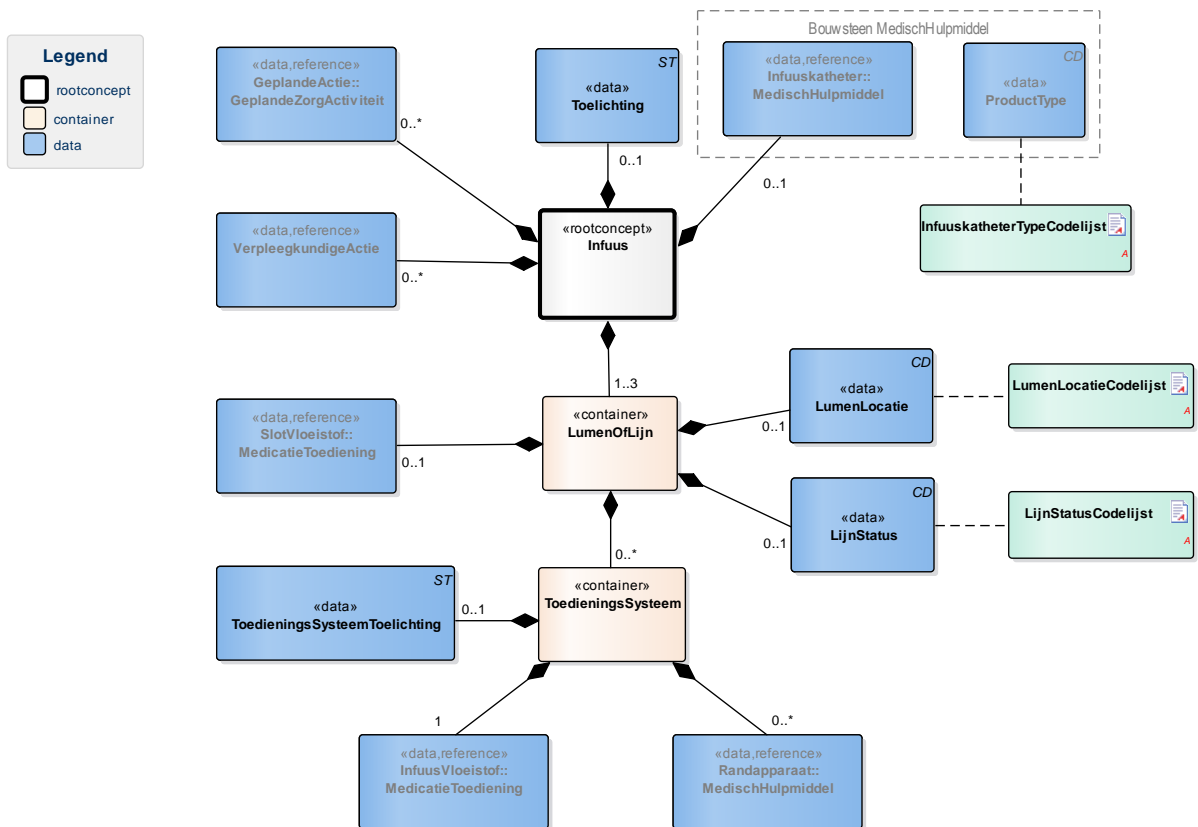 Legend
rootconcept
container
data
«data,reference»
GeplandeActie::
GeplandeZorgActiviteit
0..*
ST
«data»
Toelichting
0..1
Bouwsteen MedischHulpmiddel
«data,reference»
Infuuskatheter::
MedischHulpmiddel
0..1
CD
«data»
ProductType
InfuuskatheterTypeCodelijst
A
«data,reference»
VerpleegkundigeActie
0..*
«rootconcept»
Infuus
1..3
«data,reference»
SlotVloeistof::
MedicatieToediening
0..1
«container»
LumenOfLijn
0..*
CD
«data»
LumenLocatie
0..1
LumenLocatieCodelijst
A
CD
«data»
LijnStatus
0..1
LijnStatusCodelijst
A
ST
«data»
ToedieningsSysteemToelichting
0..1
«container»
ToedieningsSysteem
1
0..*
«data,reference»
InfuusVloeistof::
MedicatieToediening
«data,reference»
Randapparaat::
MedischHulpmiddel